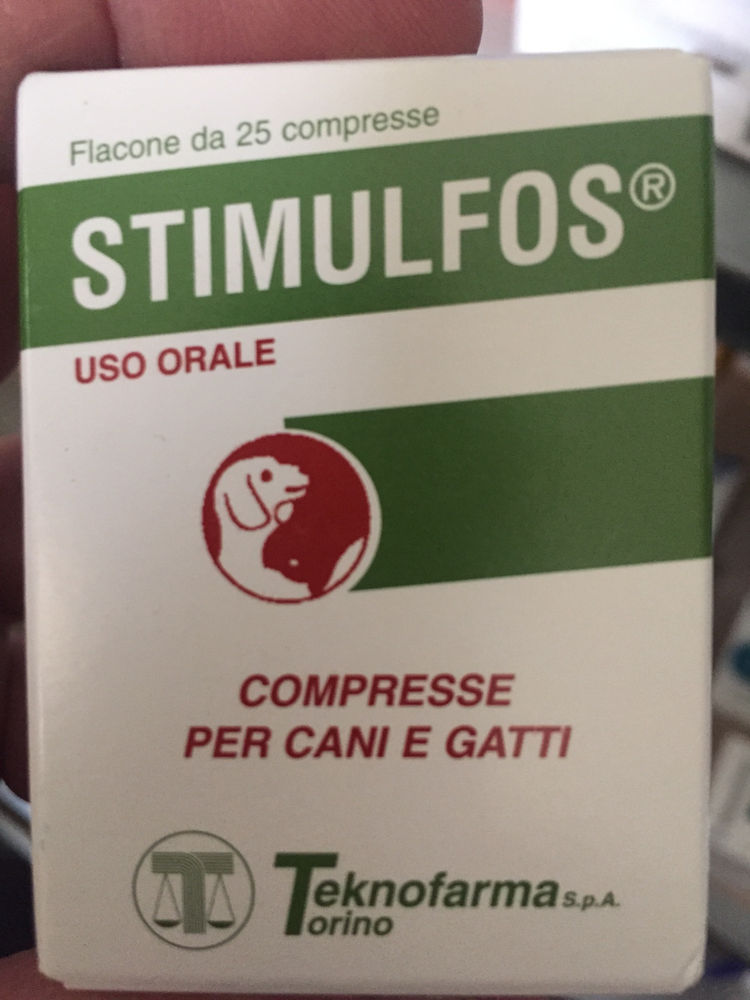 Flacone da 25 compresse
STIMULFOS®
USO ORALE
COMPRESSE
PER CANI E GATTI
Teknofarma S.p.A.
Torino